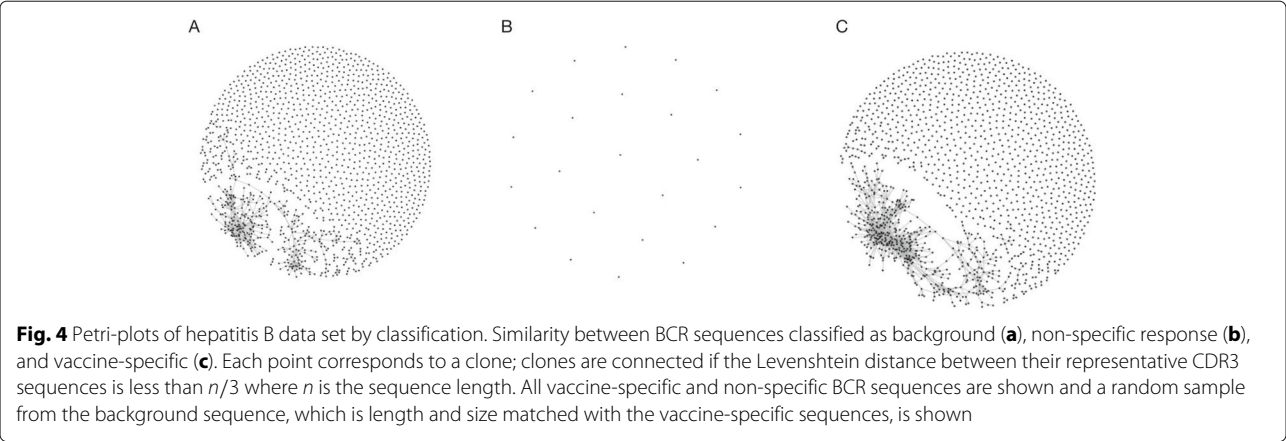 A
B
C
Fig. 4 Petri-plots of hepatitis B data set by classification. Similarity between BCR sequences classified as background (a), non-specific response (b),
and vaccine-specific (c). Each point corresponds to a clone; clones are connected if the Levenshtein distance between their representative CDR3
sequences is less than n/3 where n is the sequence length. All vaccine-specific and non-specific BCR sequences are shown and a random sample
from the background sequence, which is length and size matched with the vaccine-specific sequences, is shown